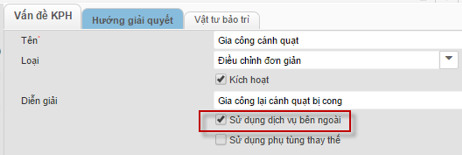 Vấn đề KPH Hướng giải quyết Vật tư bảo trì
Tên* Gia công cánh quạt
Loại Điều chỉnh đơn giản
Kích hoạt
Diễn giải Gia công lại cánh quạt bị cong
Sử dụng dịch vụ bên ngoài
Sử dụng phụ tùng thay thế